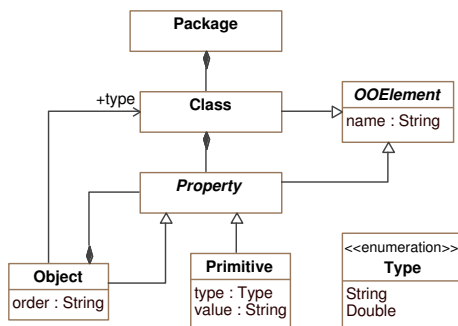 Package
+type
Class
OOElement
name : String
Property
Object
order : String
Primitive
type : Type
value : String
<<enumeration>>
Type
String
Double